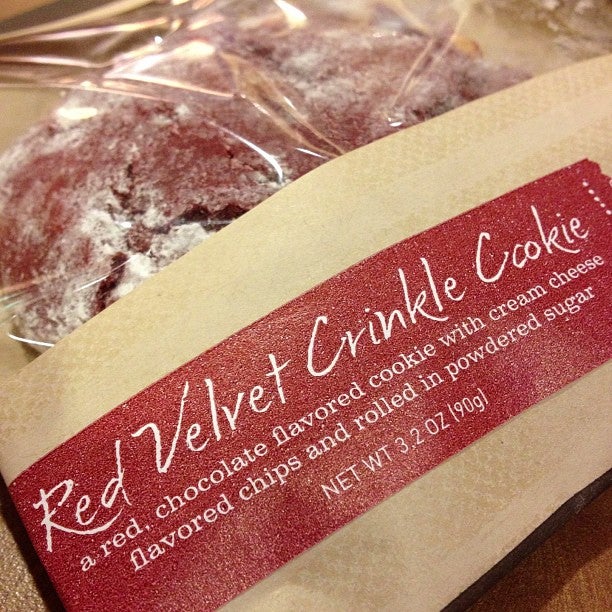 Red Velvet Crinkle Cookie
a red, chocolate flavored cookie with cream cheese
flavored chips and rolled in powdered sugar
NET WT 3.2 OZ (90g)